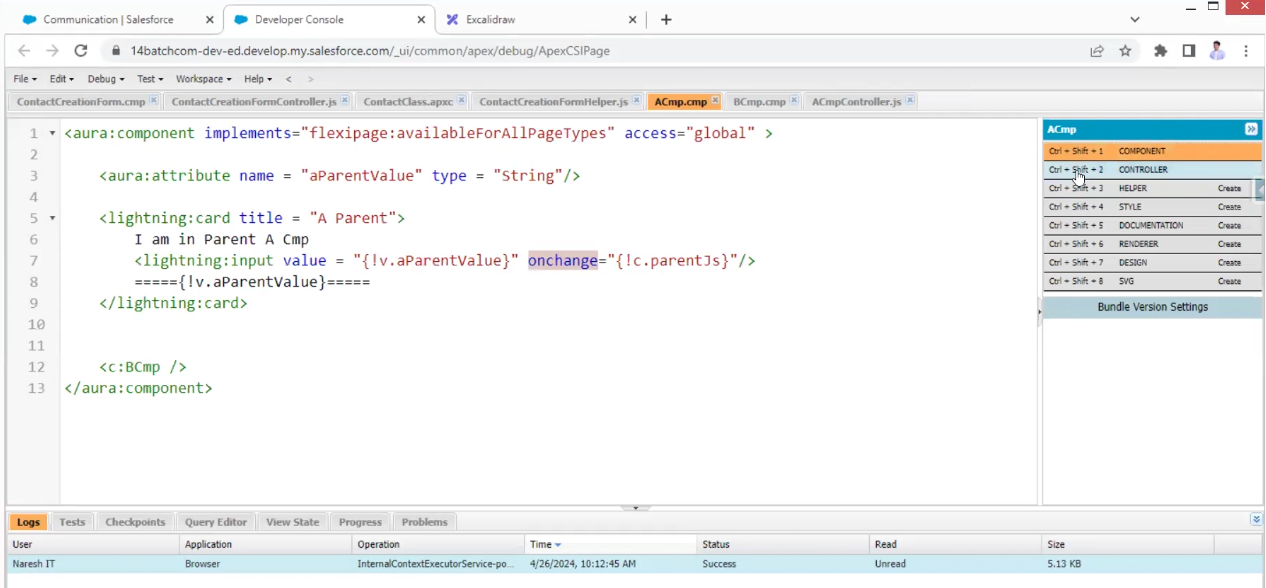 Communication | Salesforce
Developer Console
Excalidraw
14batchcom-dev-ed.develop.my.salesforce.com/_ui/common/apex/debug/ApexCSIPage
File Edit Debug Test Workspace Help < >
ContactCreationForm.cmp ContactCreationFormController.js ContactClass.apxc ContactCreationFormHelper.js ACmp.cmp BCmp.cmp ACmpController.js
1 <aura:component implements="flexipage:availableForAllPageTypes" access="global" >
2
3 <aura:attribute name = "aParentValue" type = "String"/>
4
5 <lightning:card title = "A Parent">
6 I am in Parent A Cmp
7 <lightning:input value = "{!v.aParentValue}" onchange="{!c.parentJs}"/>
8 ====={!v.aParentValue}=====
9 </lightning:card>
10
11
12 <c:BCmp />
13 </aura:component>
ACmp
Ctrl + Shift + 1 COMPONENT
Ctrl + Shift + 2 CONTROLLER
Ctrl + Shift + 3 HELPER Create
Ctrl + Shift + 4 STYLE Create
Ctrl + Shift + 5 DOCUMENTATION Create
Ctrl + Shift + 6 RENDERER Create
Ctrl + Shift + 7 DESIGN Create
Ctrl + Shift + 8 SVG Create
Bundle Version Settings
Logs Tests Checkpoints Query Editor View State Progress Problems
User Application Operation Time Status Read Size
Naresh IT Browser InternalContextExecutorService-po... 4/26/2024, 10:12:45 AM Success Unread 5.13 KB